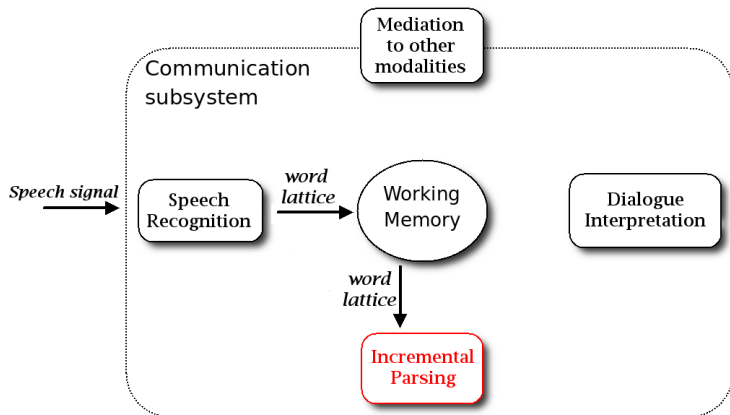 Mediation
to other
modalities
Communication
subsystem
Speech signal
Speech
Recognition
word
lattice
Working
Memory
Dialogue
Interpretation
word
lattice
Incremental
Parsing